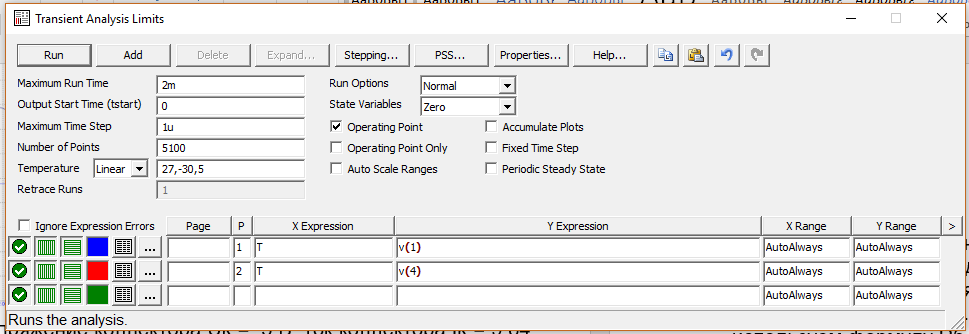 Transient Analysis Limits
Run Add Delete Expand... Stepping... PSS... Properties... Help...
Maximum Run Time 2m Run Options Normal
Output Start Time (tstart) 0 State Variables Zero
Maximum Time Step 1u Operating Point Accumulate Plots
Number of Points 5100 Operating Point Only Fixed Time Step
Temperature Linear 27,-30,5 Auto Scale Ranges Periodic Steady State
Retrace Runs 1
Ignore Expression Errors Page P X Expression Y Expression X Range Y Range >
... 1 T v(1) AutoAlways AutoAlways
... 2 T v(4) AutoAlways AutoAlways
... AutoAlways AutoAlways
Runs the analysis.